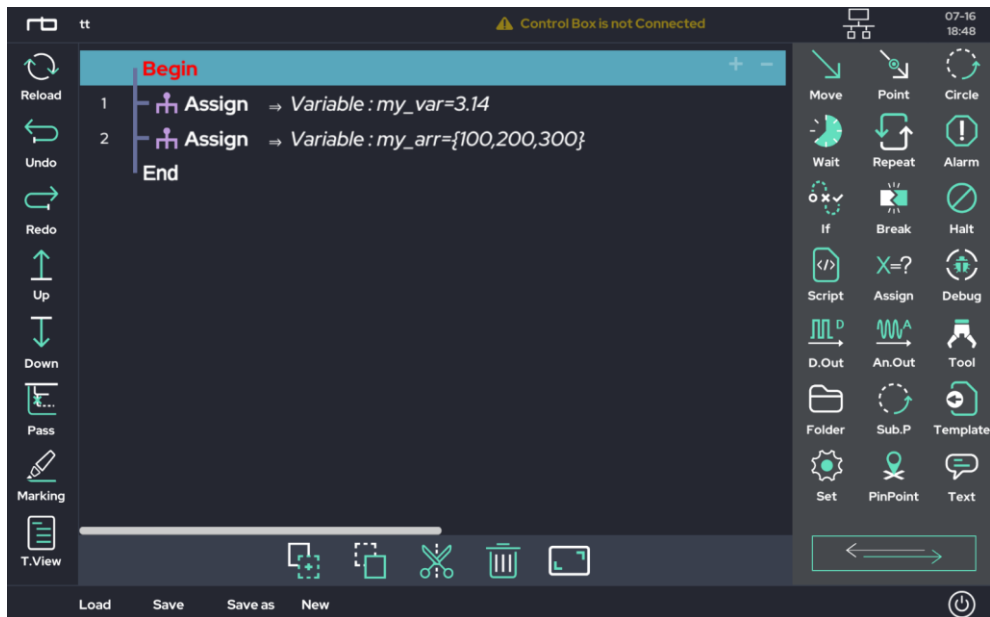 tt
Control Box is not Connected
07-16
18:48
Reload
Undo
Redo
Up
Down
Pass
Marking
T.View
Begin
1 Assign ⇒ Variable : my_var=3.14
2 Assign ⇒ Variable : my_arr={100,200,300}
End
Move Point Circle
Wait Repeat Alarm
If Break Halt
X=?
Script Assign Debug
D A
D.Out An.Out Tool
Folder Sub.P Template
Set PinPoint Text
Load Save Save as New